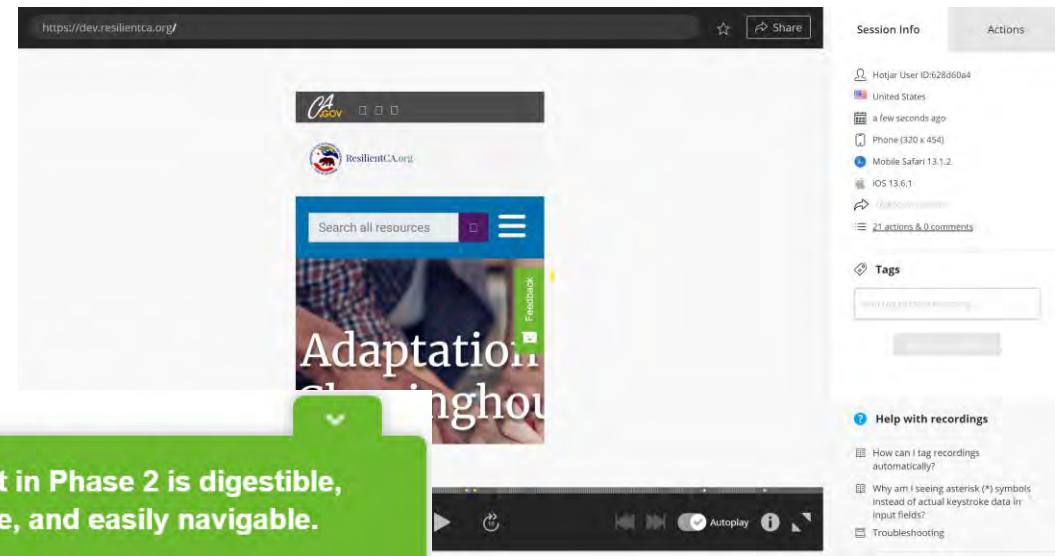 https://dev.resilientca.org/
Share
Session Info
Actions
Hotjar User ID:628d60a4
United States
a few seconds ago
Phone (320 x 454)
Mobile Safari 13.1.2
iOS 13.6.1
21 actions & 0 comments
Tags
CA
.GOV
ResilientCA.org
Search all resources
Feedback
Adaptation
nghou
Help with recordings
How can I tag recordings
automatically?
Why am I seeing asterisk (*) symbols
instead of actual
keystroke data in
input fields?
Troubleshooting
t in Phase 2 is digestible,
e, and easily navigable.
Autoplay